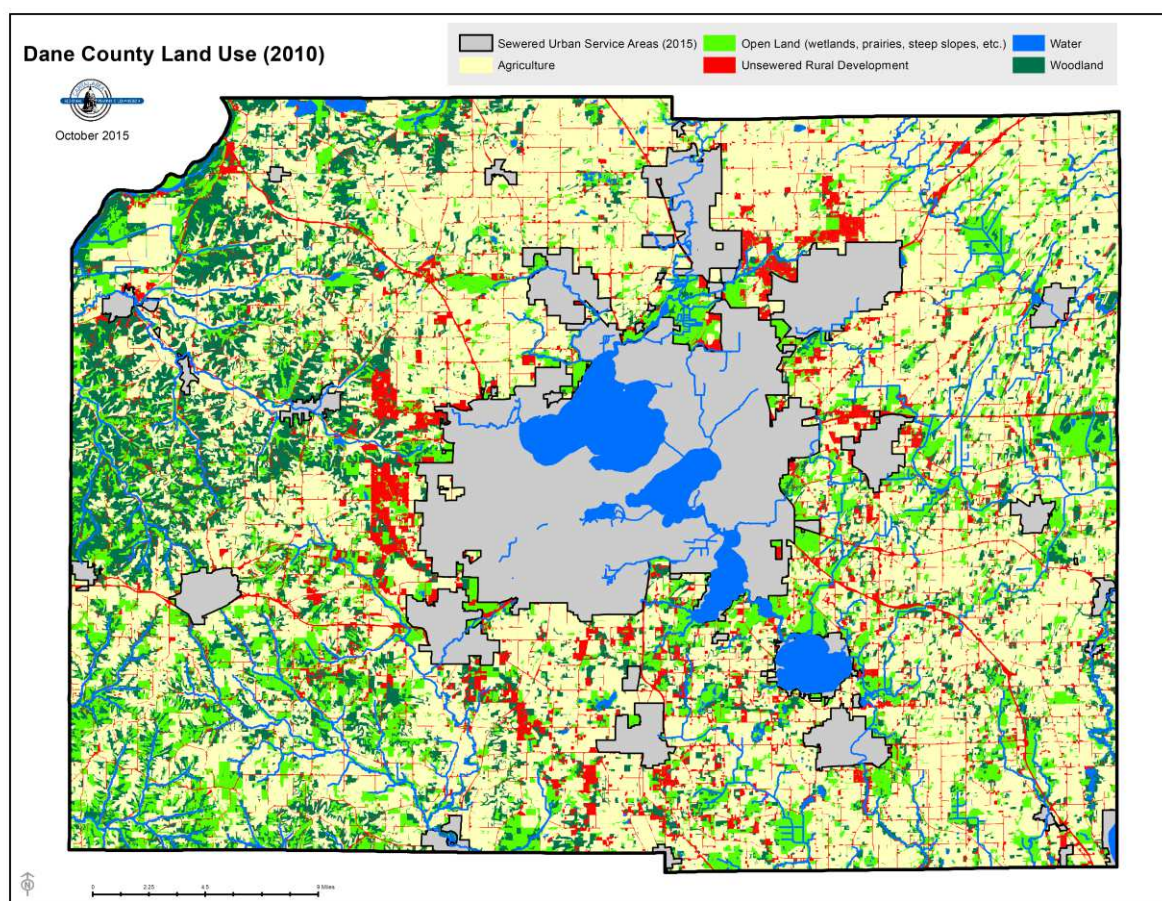 Dane County Land Use (2010)
October 2015
Sewered Urban Service Areas (2015)
Open Land (wetlands, prairies, steep slopes, etc.)
Water
Agriculture
Unsewered Rural Development
Woodland
N
0 2.25 4.5 9 Miles